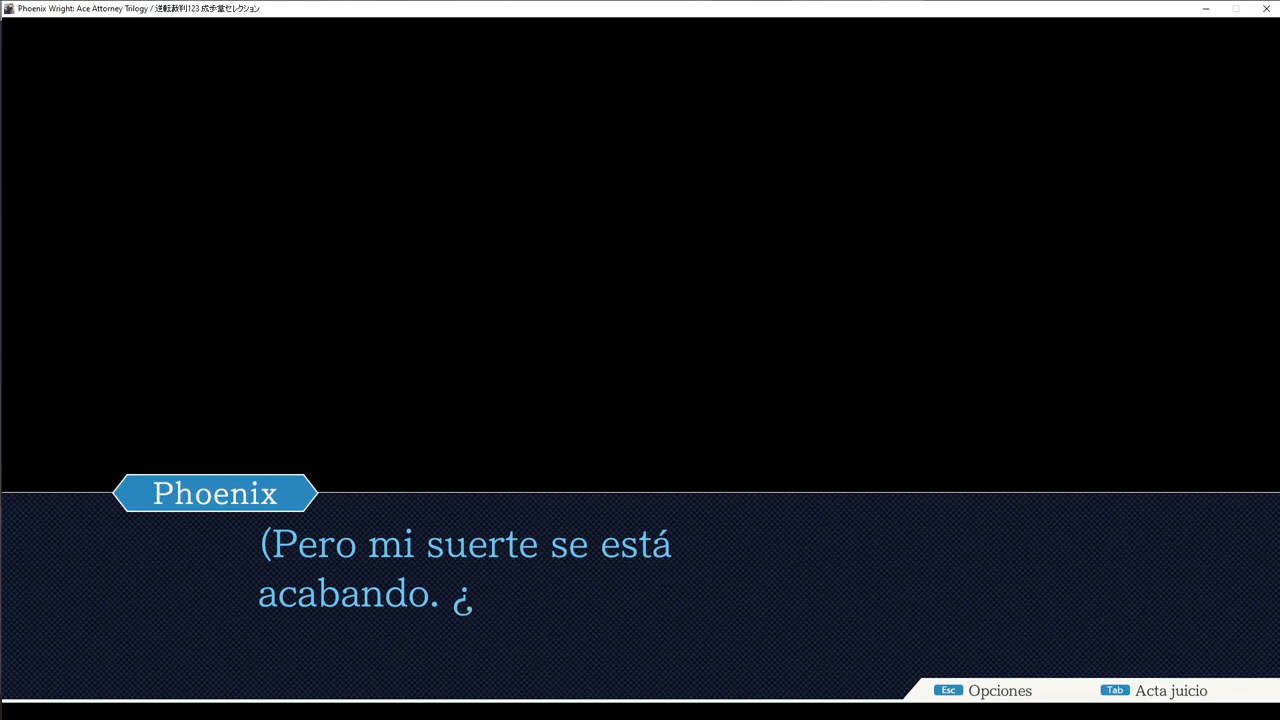 Phoenix Wright: Ace Attorney Trilogy / 逆転裁判123 成歩堂セレクション
Phoenix
(Pero mi suerte se está
acabando. ¿
Esc Opciones Tab Acta juicio